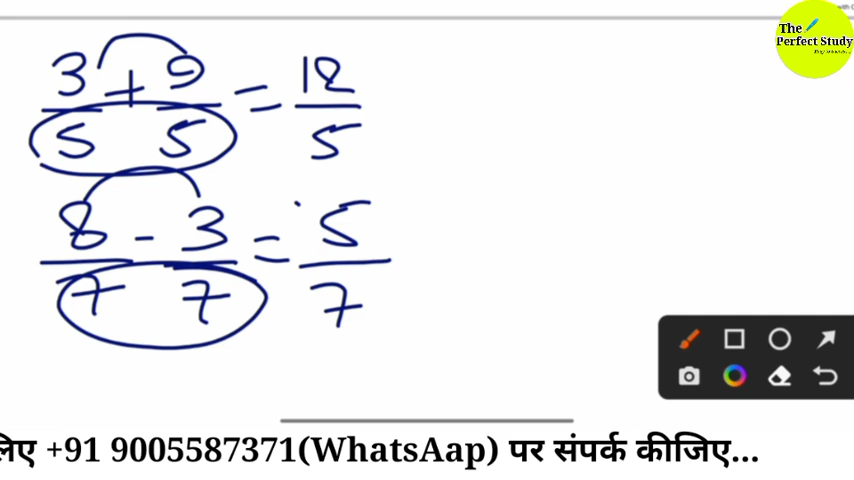 The
Perfect Study
3/5 + 9/5 = 12/5
8/7 - 3/7 = 5/7
+91 9005587371(WhatsAap) पर संपर्क कीजिए...